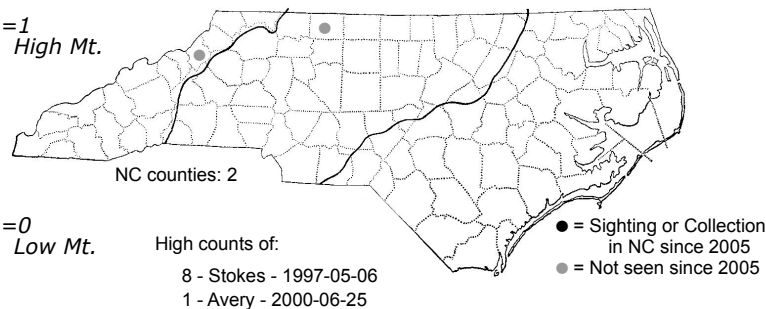 =1
High Mt.
NC counties: 2
=0
Low Mt.
High counts of:
8 - Stokes - 1997-05-06
1 - Avery - 2000-06-25
● = Sighting or Collection
in NC since 2005
● = Not seen since 2005